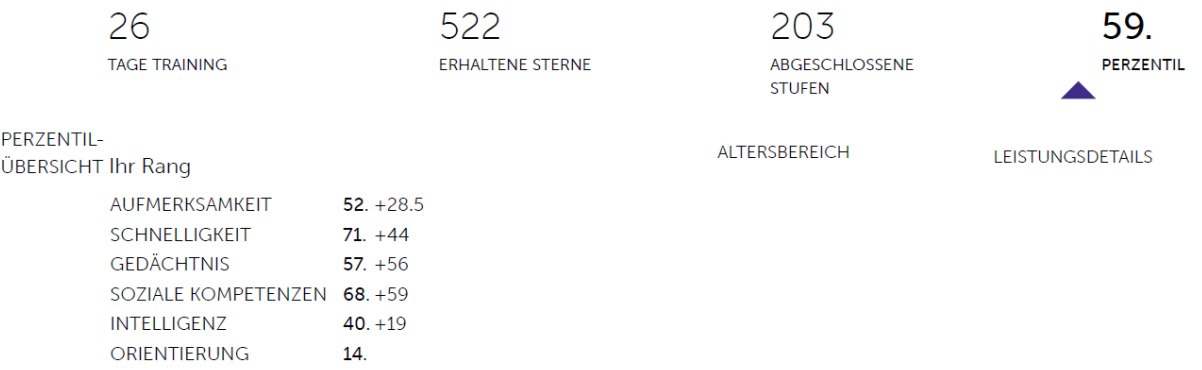 26
TAGE TRAINING
522
ERHALTENE STERNE
203
ABGESCHLOSSENE
STUFEN
59.
PERZENTIL
PERZENTIL-
ÜBERSICHT Ihr Rang
ALTERSBEREICH
LEISTUNGSDETAILS
AUFMERKSAMKEIT 52. +28.5
SCHNELLIGKEIT 71. +44
GEDÄCHTNIS 57. +56
SOZIALE KOMPETENZEN 68. +59
INTELLIGENZ 40. +19
ORIENTIERUNG 14.